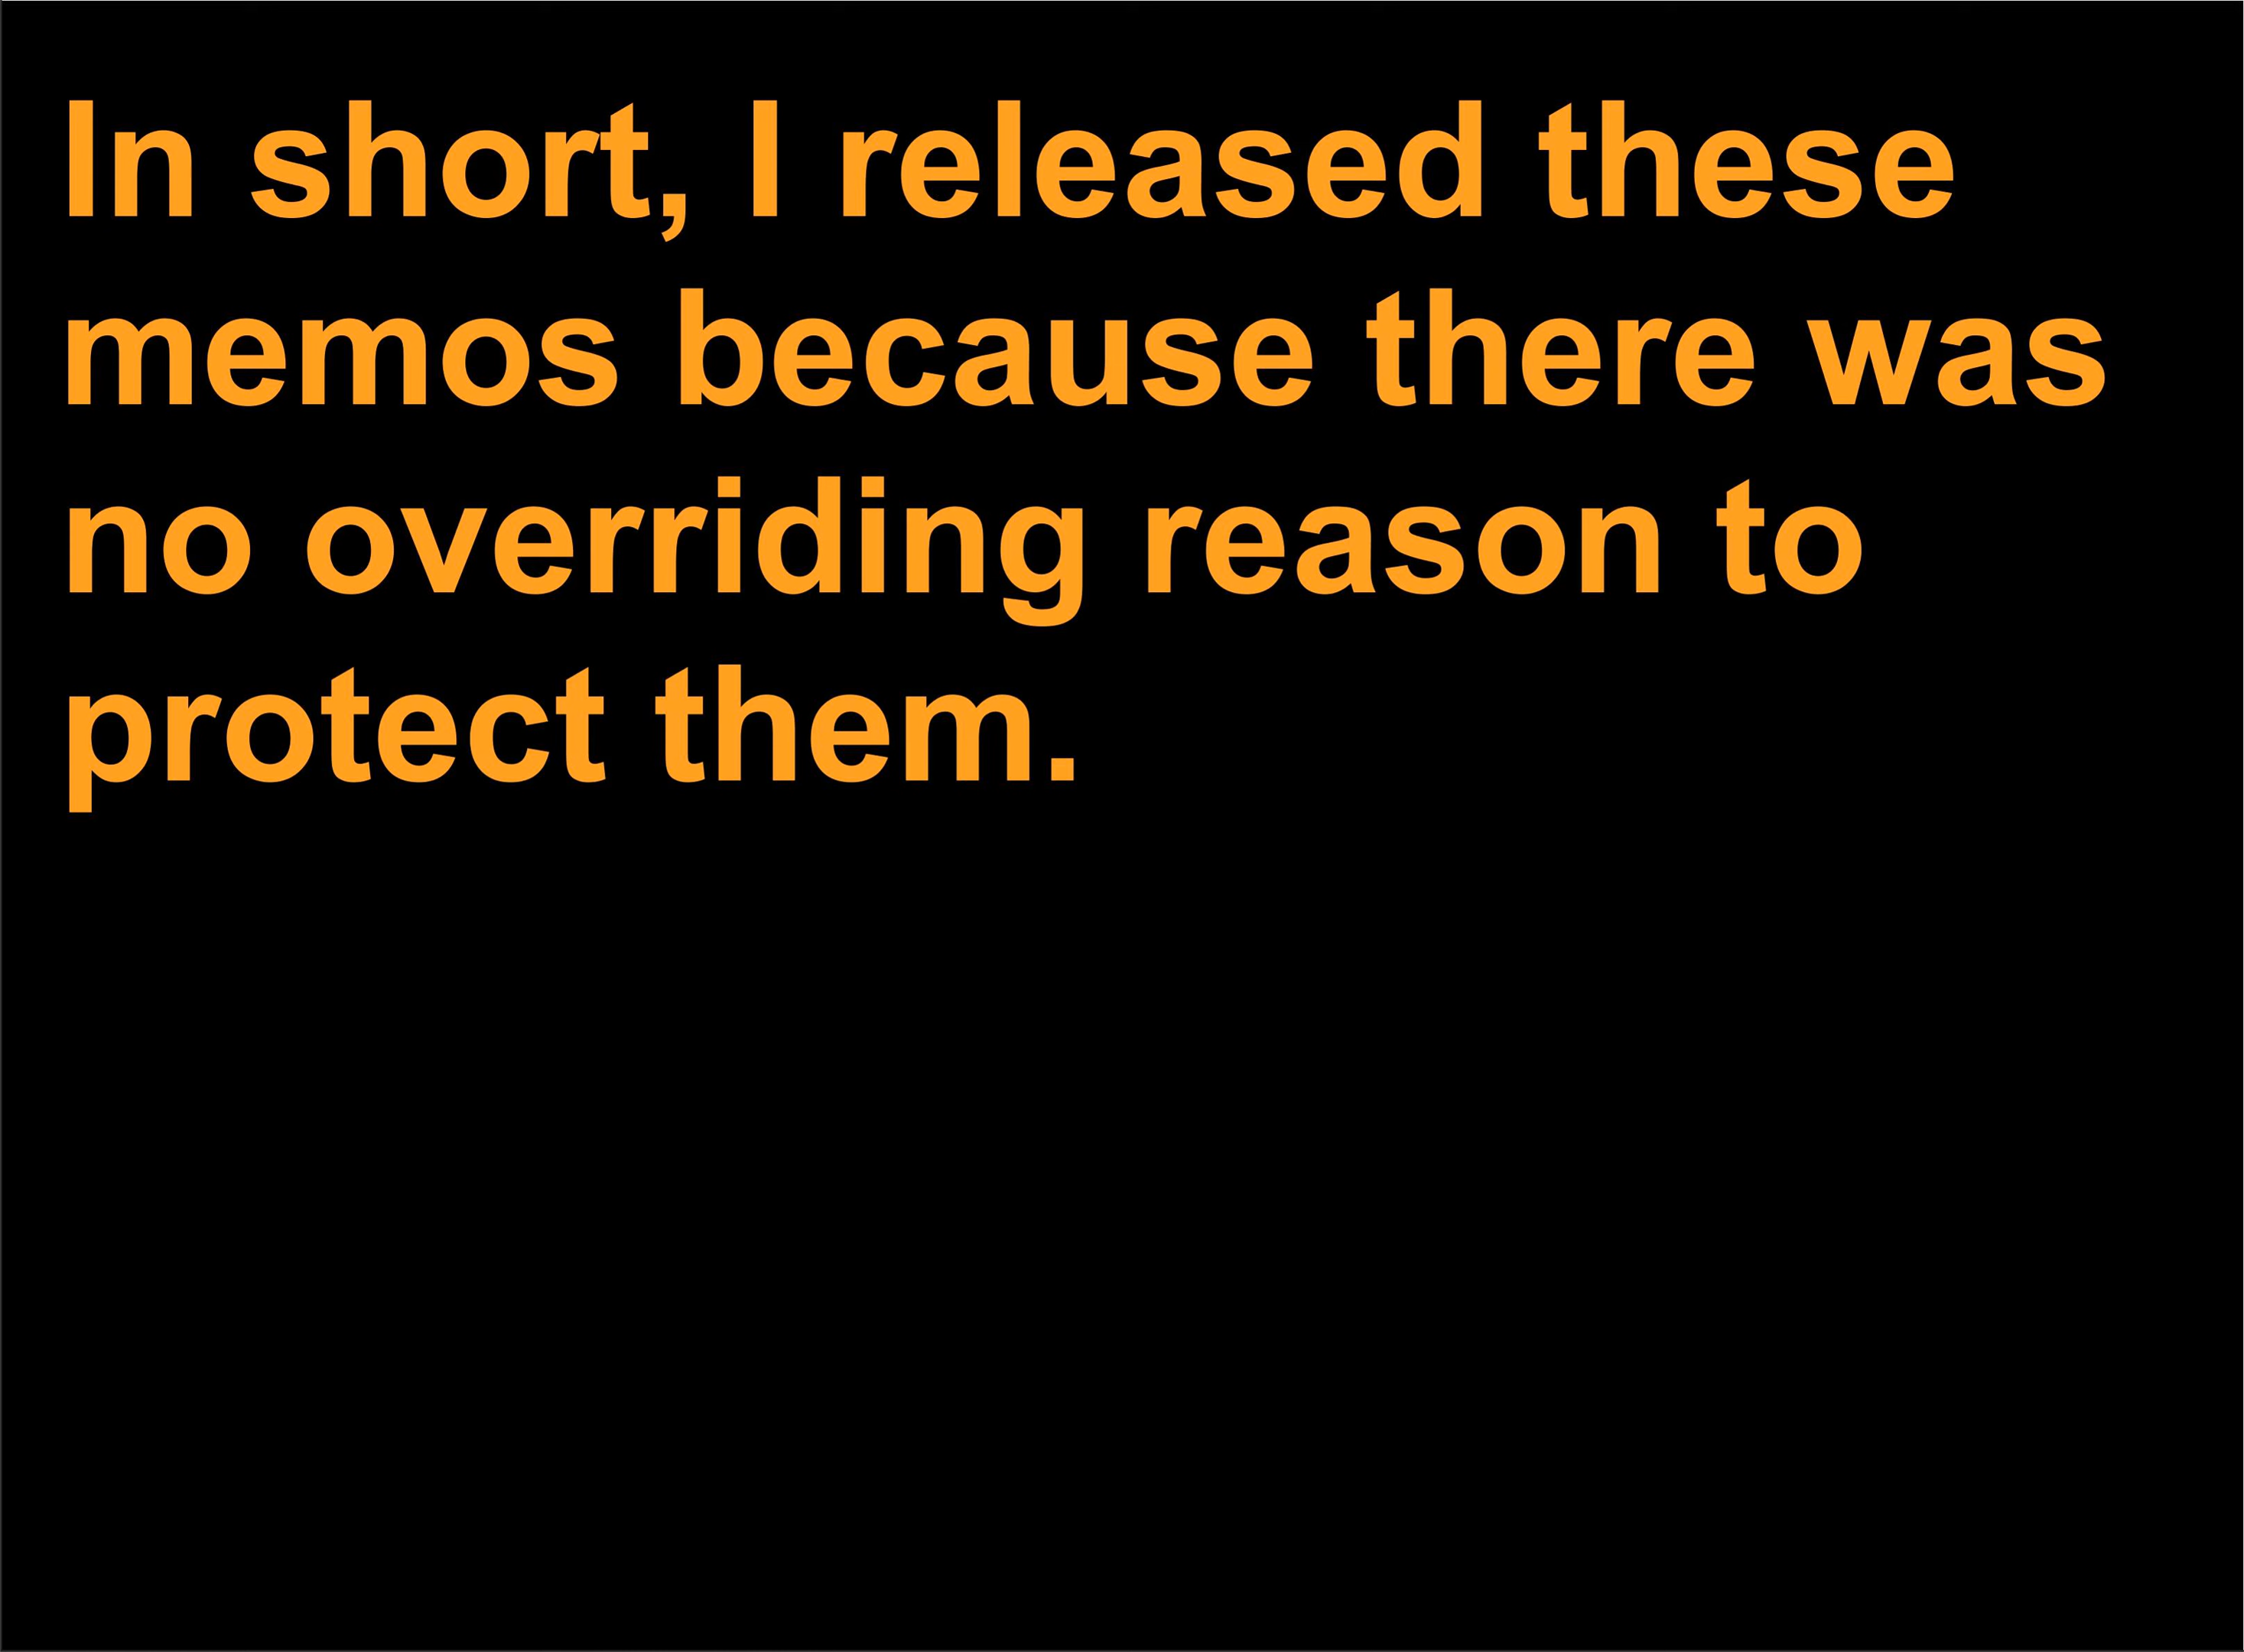 In short, I released these
memos because there was
no overriding reason to
protect them.